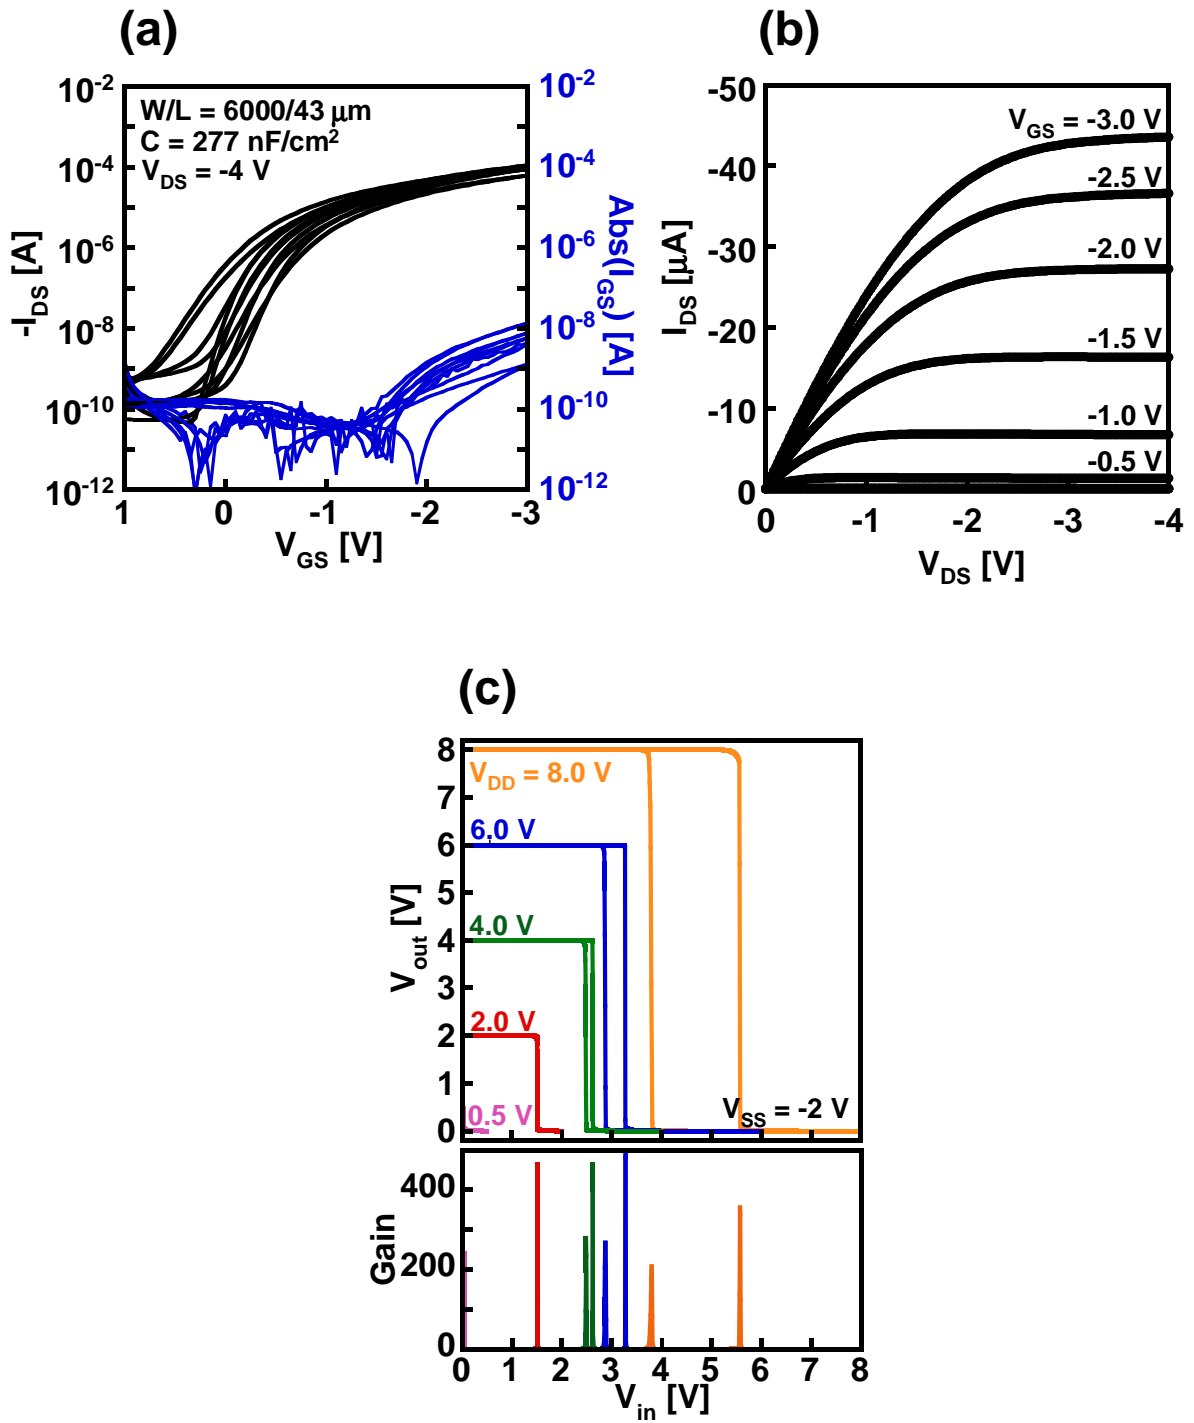 (a)
10-2
10-4
10-6
10-8
10-10
10-12
-IDS [A]
W/L = 6000/43 μm
C = 277 nF/cm2
VDS = -4 V
10-2
10-4
10-6
10-8
10-10
10-12
Abs(IGS) [A]
1 0 -1 -2 -3
VGS [V]
(b)
-50
-40
-30
-20
-10
0
IDS [μA]
VGS = -3.0 V
-2.5 V
-2.0 V
-1.5 V
-1.0 V
-0.5 V
0 -1 -2 -3 -4
VDS [V]
(c)
8
7
6
5
4
3
2
1
0
Vout [V]
VDD = 8.0 V
6.0 V
4.0 V
2.0 V
0.5 V
VSS = -2 V
400
200
0
Gain
0 1 2 3 4 5 6 7 8
Vin [V]